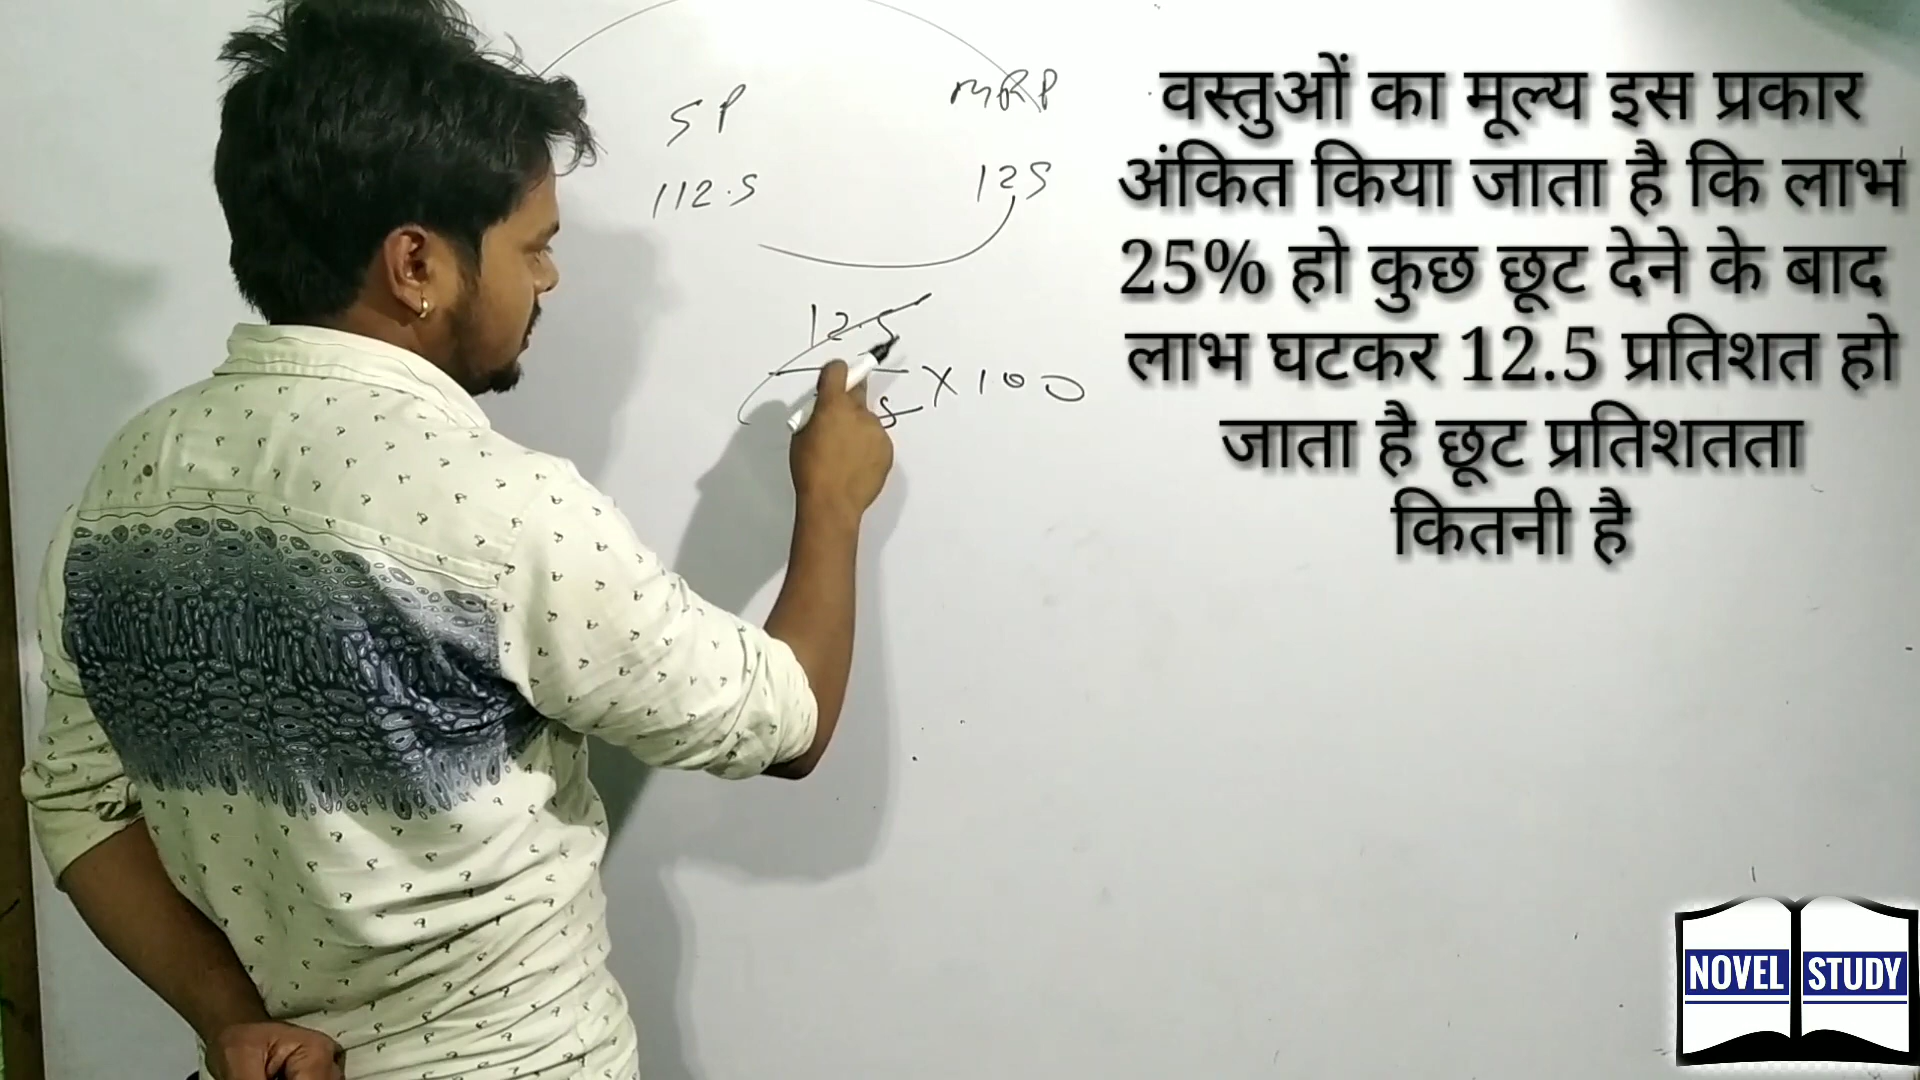 SP
MRP
112.5
125
12.5
× 100
वस्तुओं का मूल्य इस प्रकार
अंकित किया जाता है कि लाभ
25% हो कुछ छूट देने के बाद
लाभ घटकर 12.5 प्रतिशत हो
जाता है छूट प्रतिशतता
कितनी है
NOVEL STUDY